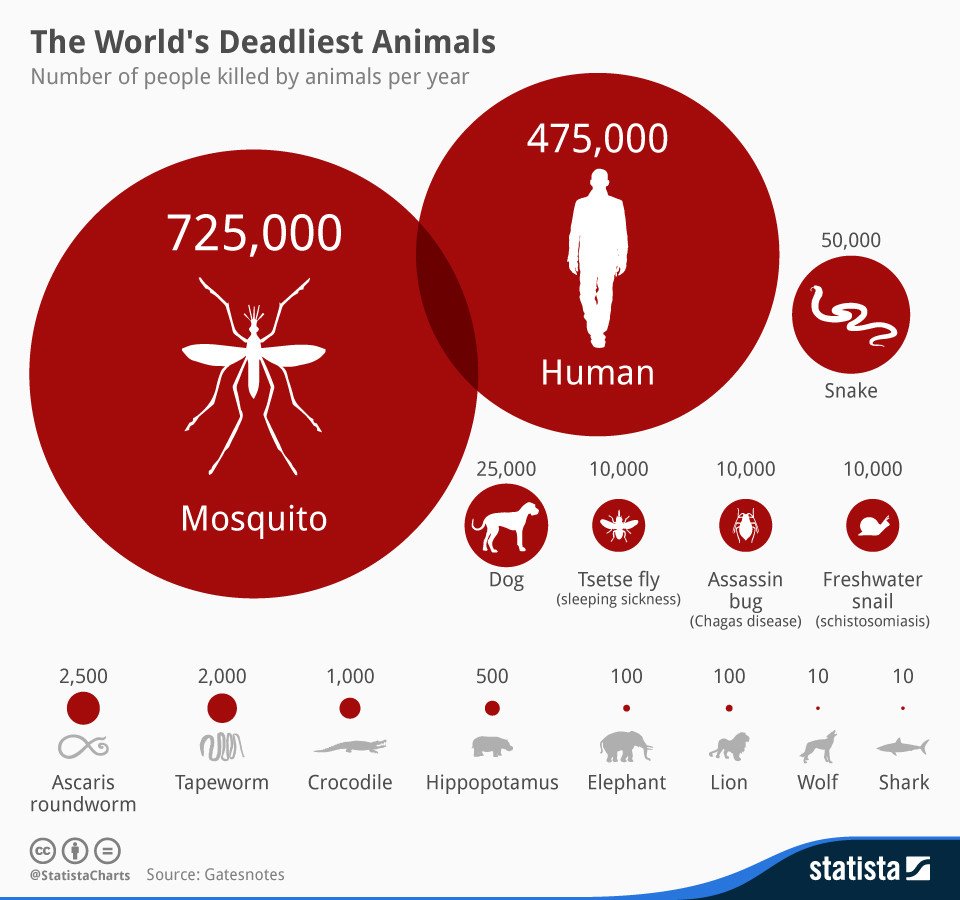 The World's Deadliest Animals
Number of people killed by animals per year
725,000
Mosquito
475,000
Human
50,000
Snake
25,000
Dog
10,000
Tsetse fly
(sleeping sickness)
10,000
Assassin
bug
(Chagas disease)
10,000
Freshwater
snail
(schistosomiasis)
2,500
Ascaris
roundworm
2,000
Tapeworm
1,000
Crocodile
500
Hippopotamus
100
Elephant
100
Lion
10
Wolf
10
Shark
cc
@StatistaCharts
Source: Gatesnotes
statista